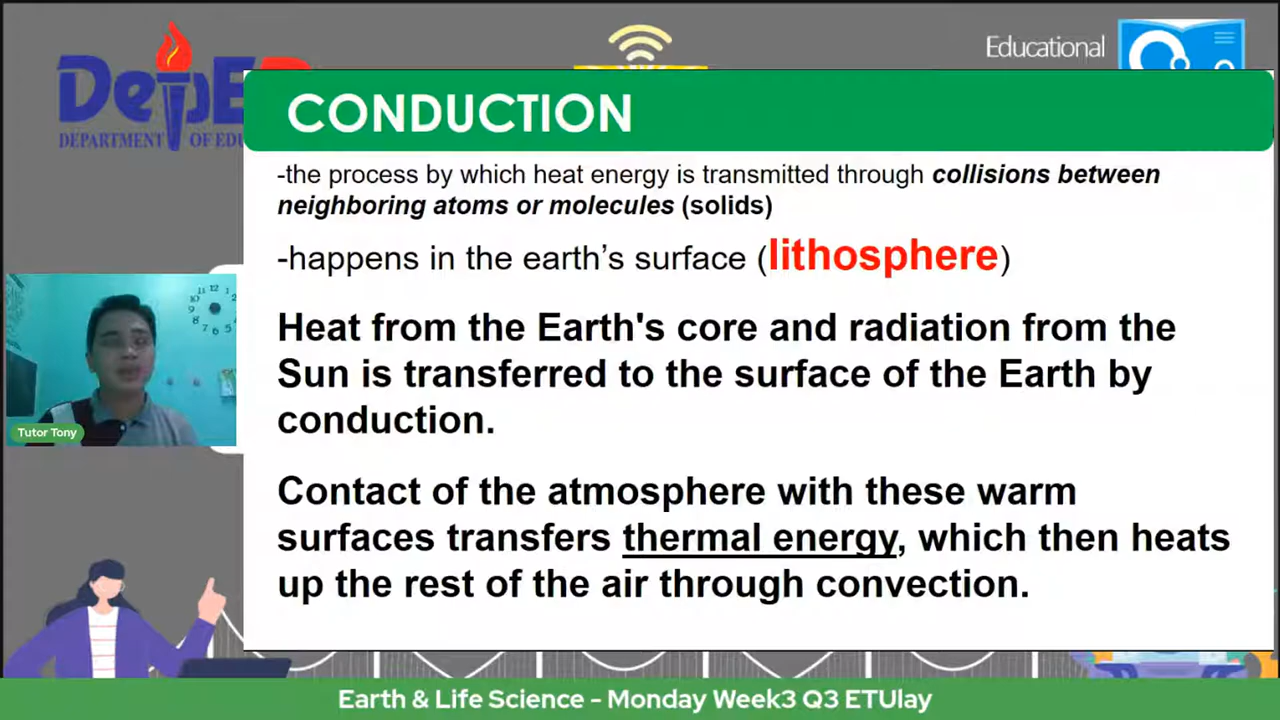 DepED
DEPARTMENT OF EDU
Educational
CONDUCTION
-the process by which heat energy is transmitted through collisions between
neighboring atoms or molecules (solids)
-happens in the earth's surface (lithosphere)
Heat from the Earth's core and radiation from the
Sun is transferred to the surface of the Earth by
conduction.
Contact of the atmosphere with these warm
surfaces transfers thermal energy, which then heats
up the rest of the air through convection.
Tutor Tony
Earth & Life Science - Monday Week3 Q3 ETUlay